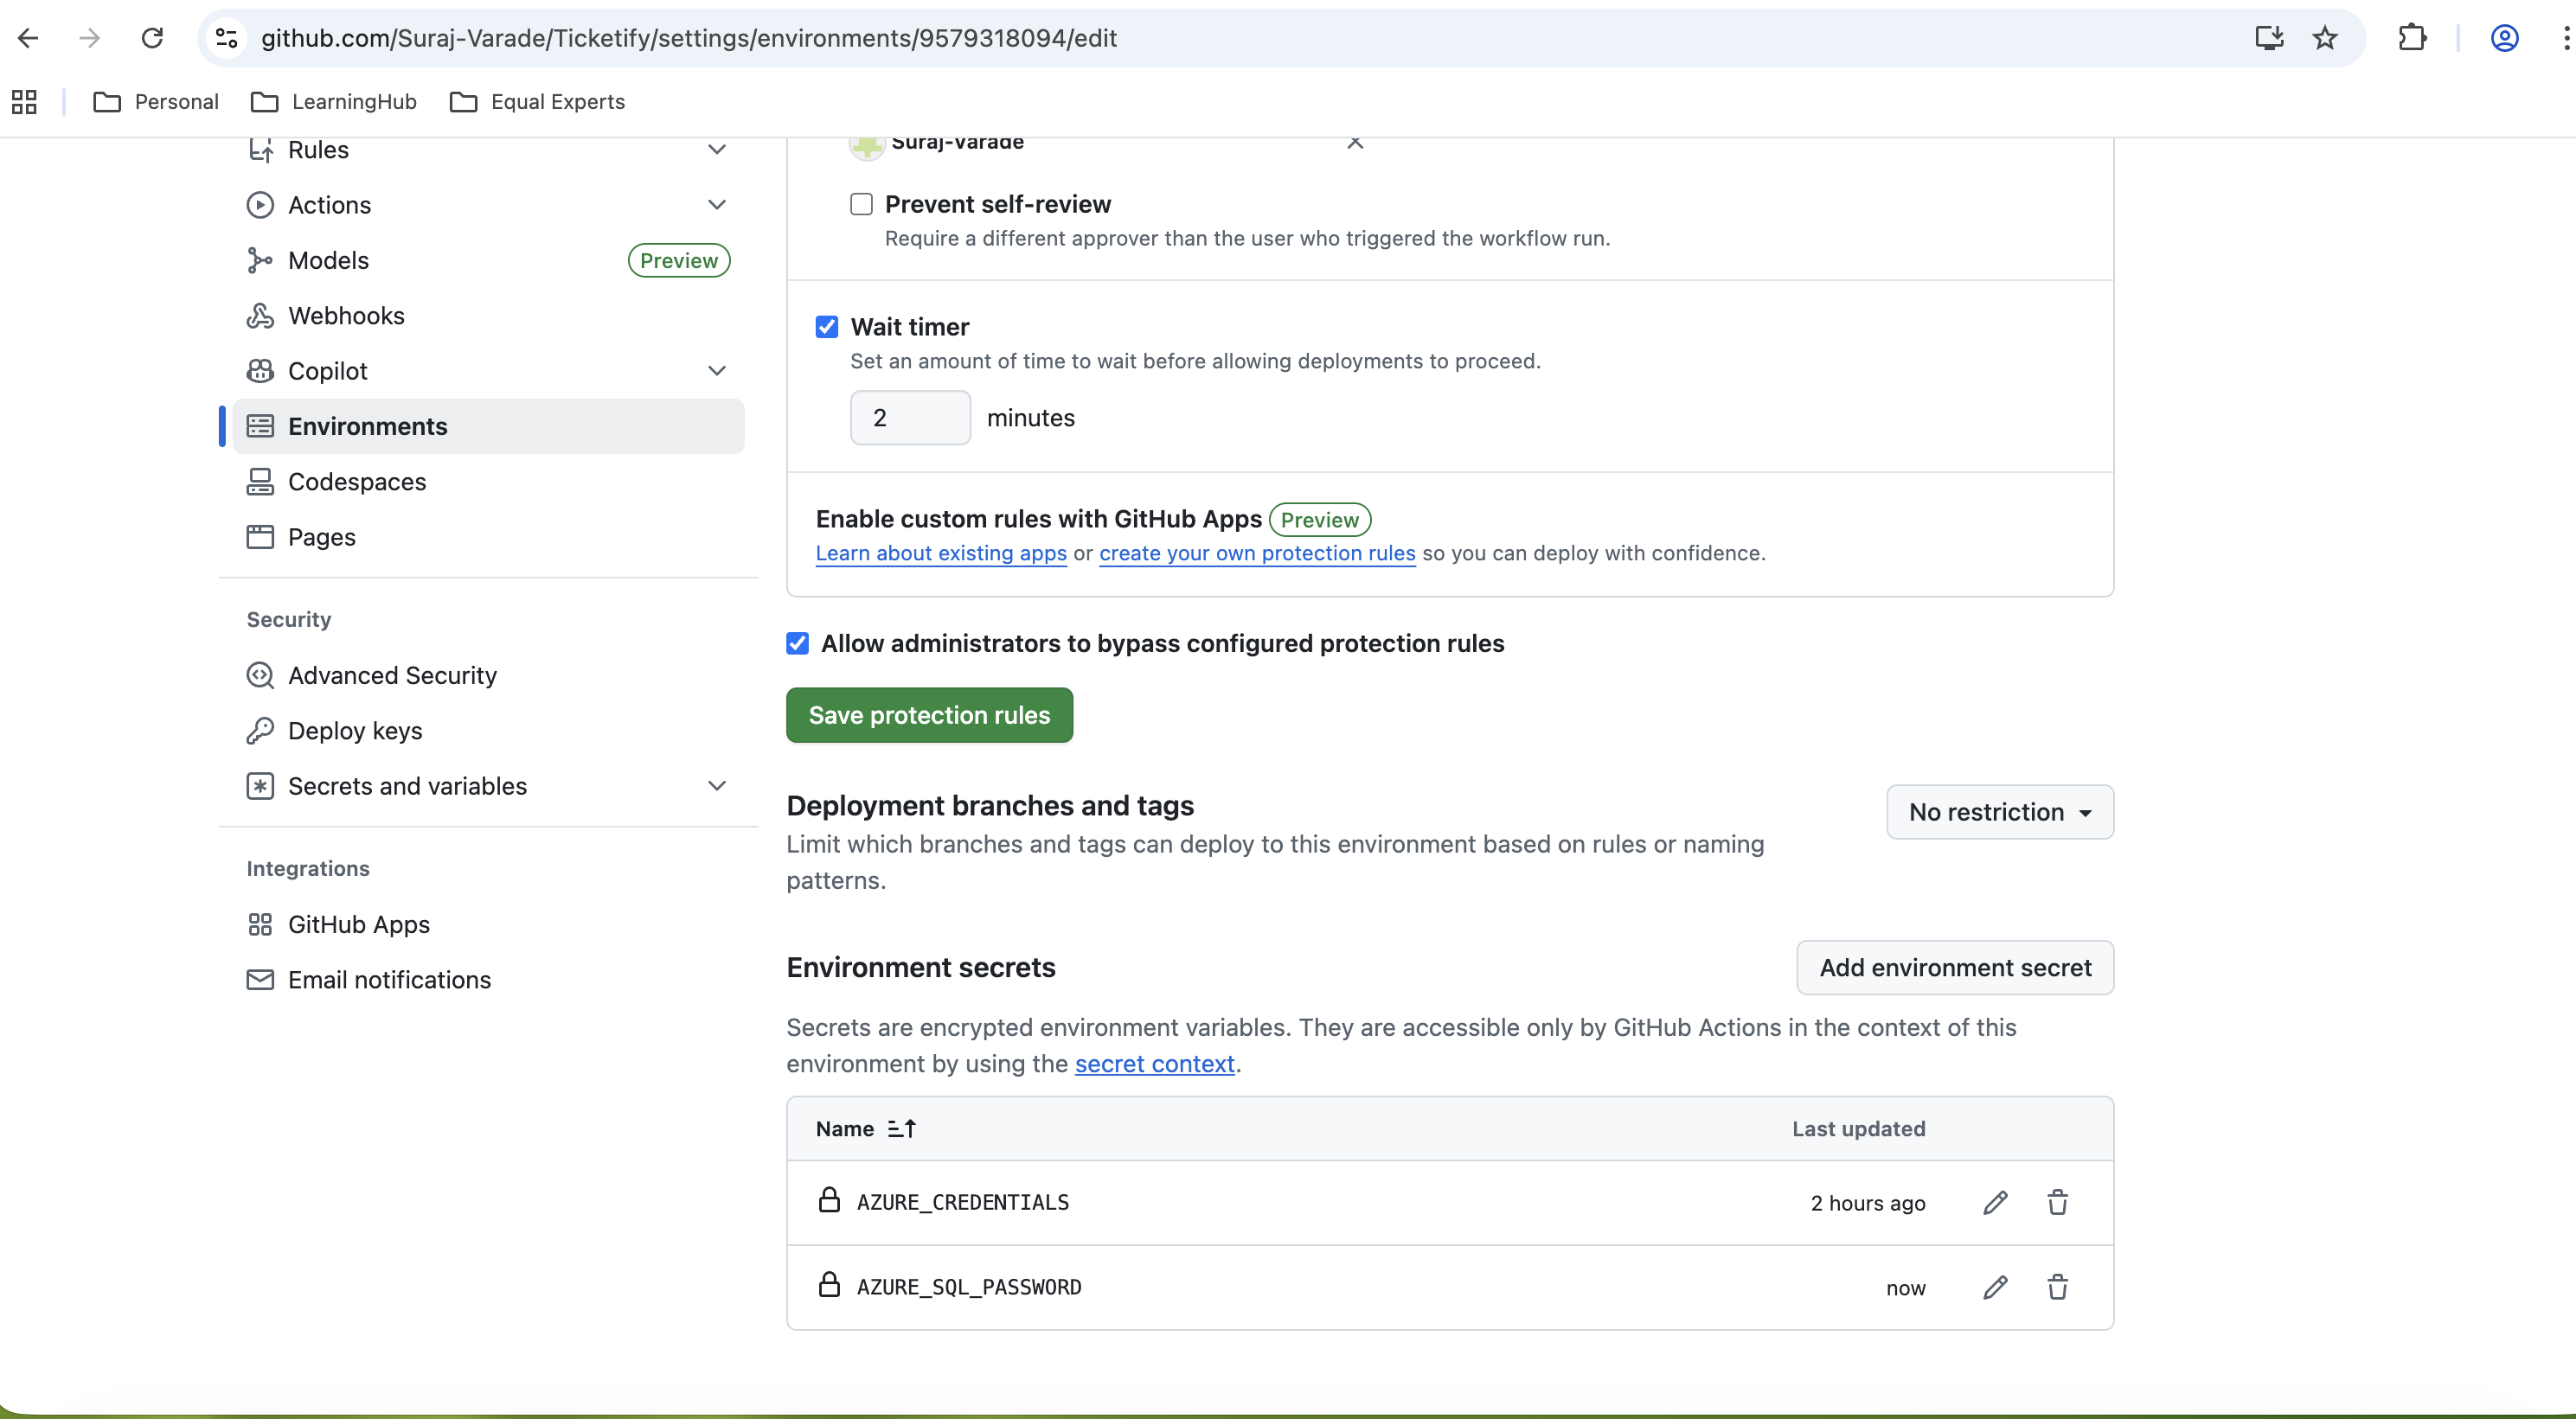 github.com/Suraj-Varade/Ticketify/settings/environments/9579318094/edit
Personal
LearningHub
Equal Experts
Rules
Actions
Models
Preview
Webhooks
Copilot
Environments
Codespaces
Pages
Security
Advanced Security
Deploy keys
Secrets and variables
Integrations
GitHub Apps
Email notifications
Suraj-Varade
Prevent self-review
Require a different approver than the user who triggered the workflow run.
Wait timer
Set an amount of time to wait before allowing deployments to proceed.
2 minutes
Enable custom rules with GitHub Apps Preview
Learn about existing apps or create your own protection rules so you can deploy with confidence.
Allow administrators to bypass configured protection rules
Save protection rules
Deployment branches and tags
No restriction
Limit which branches and tags can deploy to this environment based on rules or naming
patterns.
Environment secrets
Add environment secret
Secrets are encrypted environment variables. They are accessible only by GitHub Actions in the context of this
environment by using the secret context.
Name
Last updated
AZURE_CREDENTIALS
2 hours ago
AZURE_SQL_PASSWORD
now